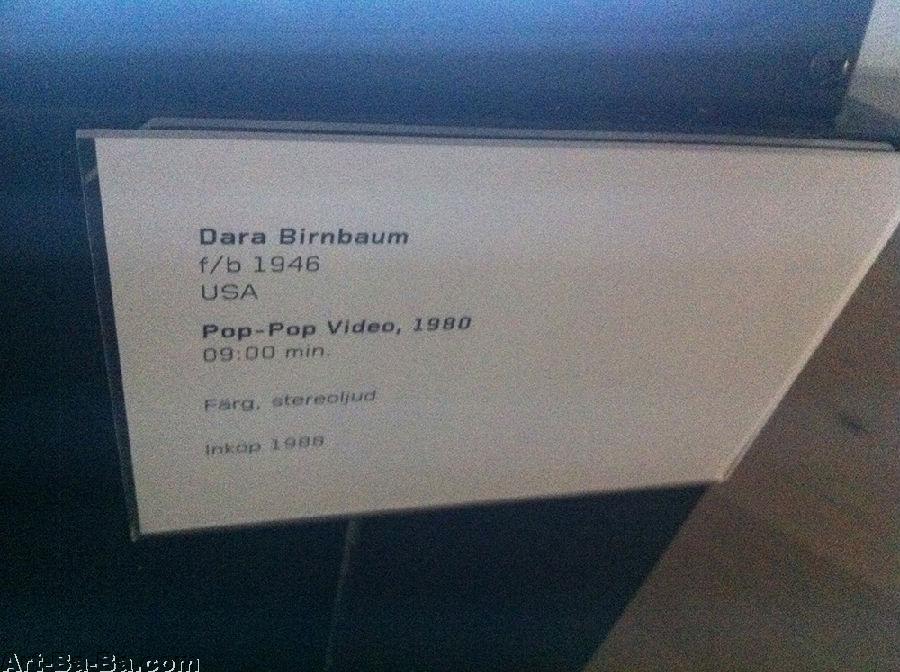 Dara Birnbaum
f/b 1946
USA
Pop-Pop Video, 1980
09:00 min.
Färg, stereoljud
Inköp 1988
Art-Ba-Ba.com